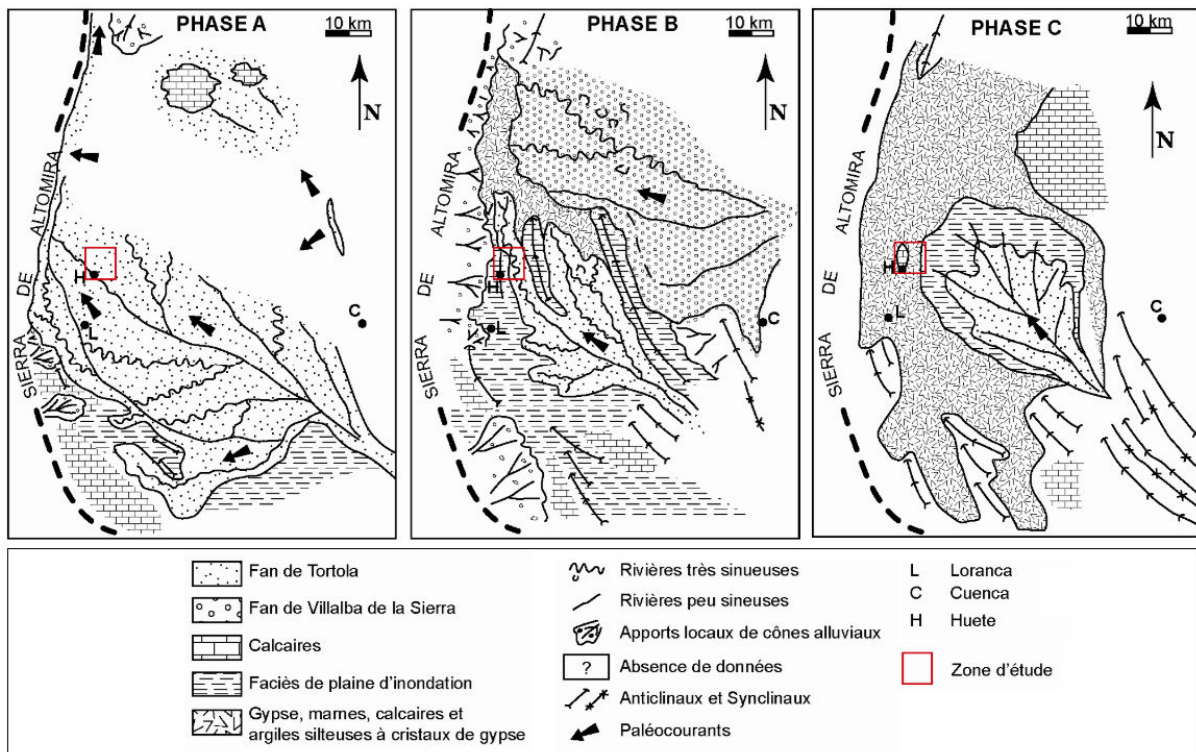 PHASE A
10 km
N
ALTOMIRA
DE
SIERRA
H
L
C
PHASE B
10 km
N
ALTOMIRA
DE
SIERRA
H
L
C
PHASE C
10 km
N
ALTOMIRA
DE
SIERRA
H
L
C
Fan de Tortola
Fan de Villalba de la Sierra
Calcaires
Faciès de plaine d'inondation
Gypse, marnes, calcaires et
argiles silteuses à cristaux de gypse
Rivières très sinueuses
Rivières peu sineuses
Apports locaux de cônes alluviaux
? Absence de données
Anticlinaux et Synclinaux
Paléocourants
L Loranca
C Cuenca
H Huete
Zone d'étude